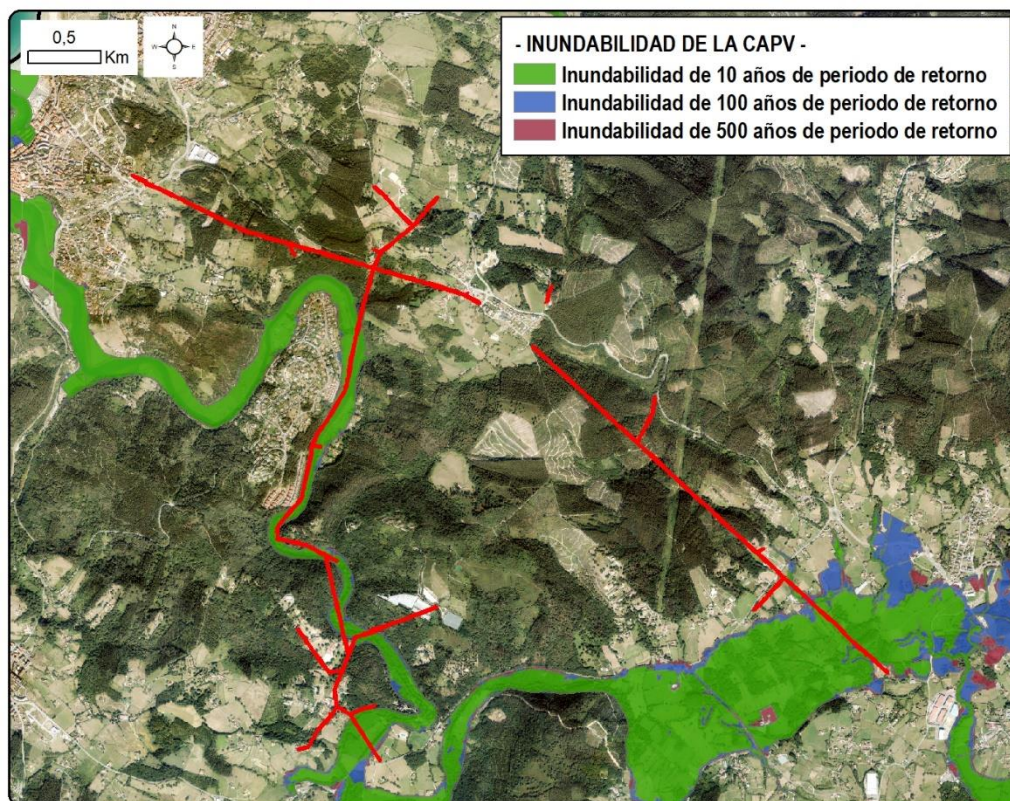 0,5
Km
N
W E
S
- INUNDABILIDAD DE LA CAPV -
Inundabilidad de 10 años de periodo de retorno
Inundabilidad de 100 años de periodo de retorno
Inundabilidad de 500 años de periodo de retorno